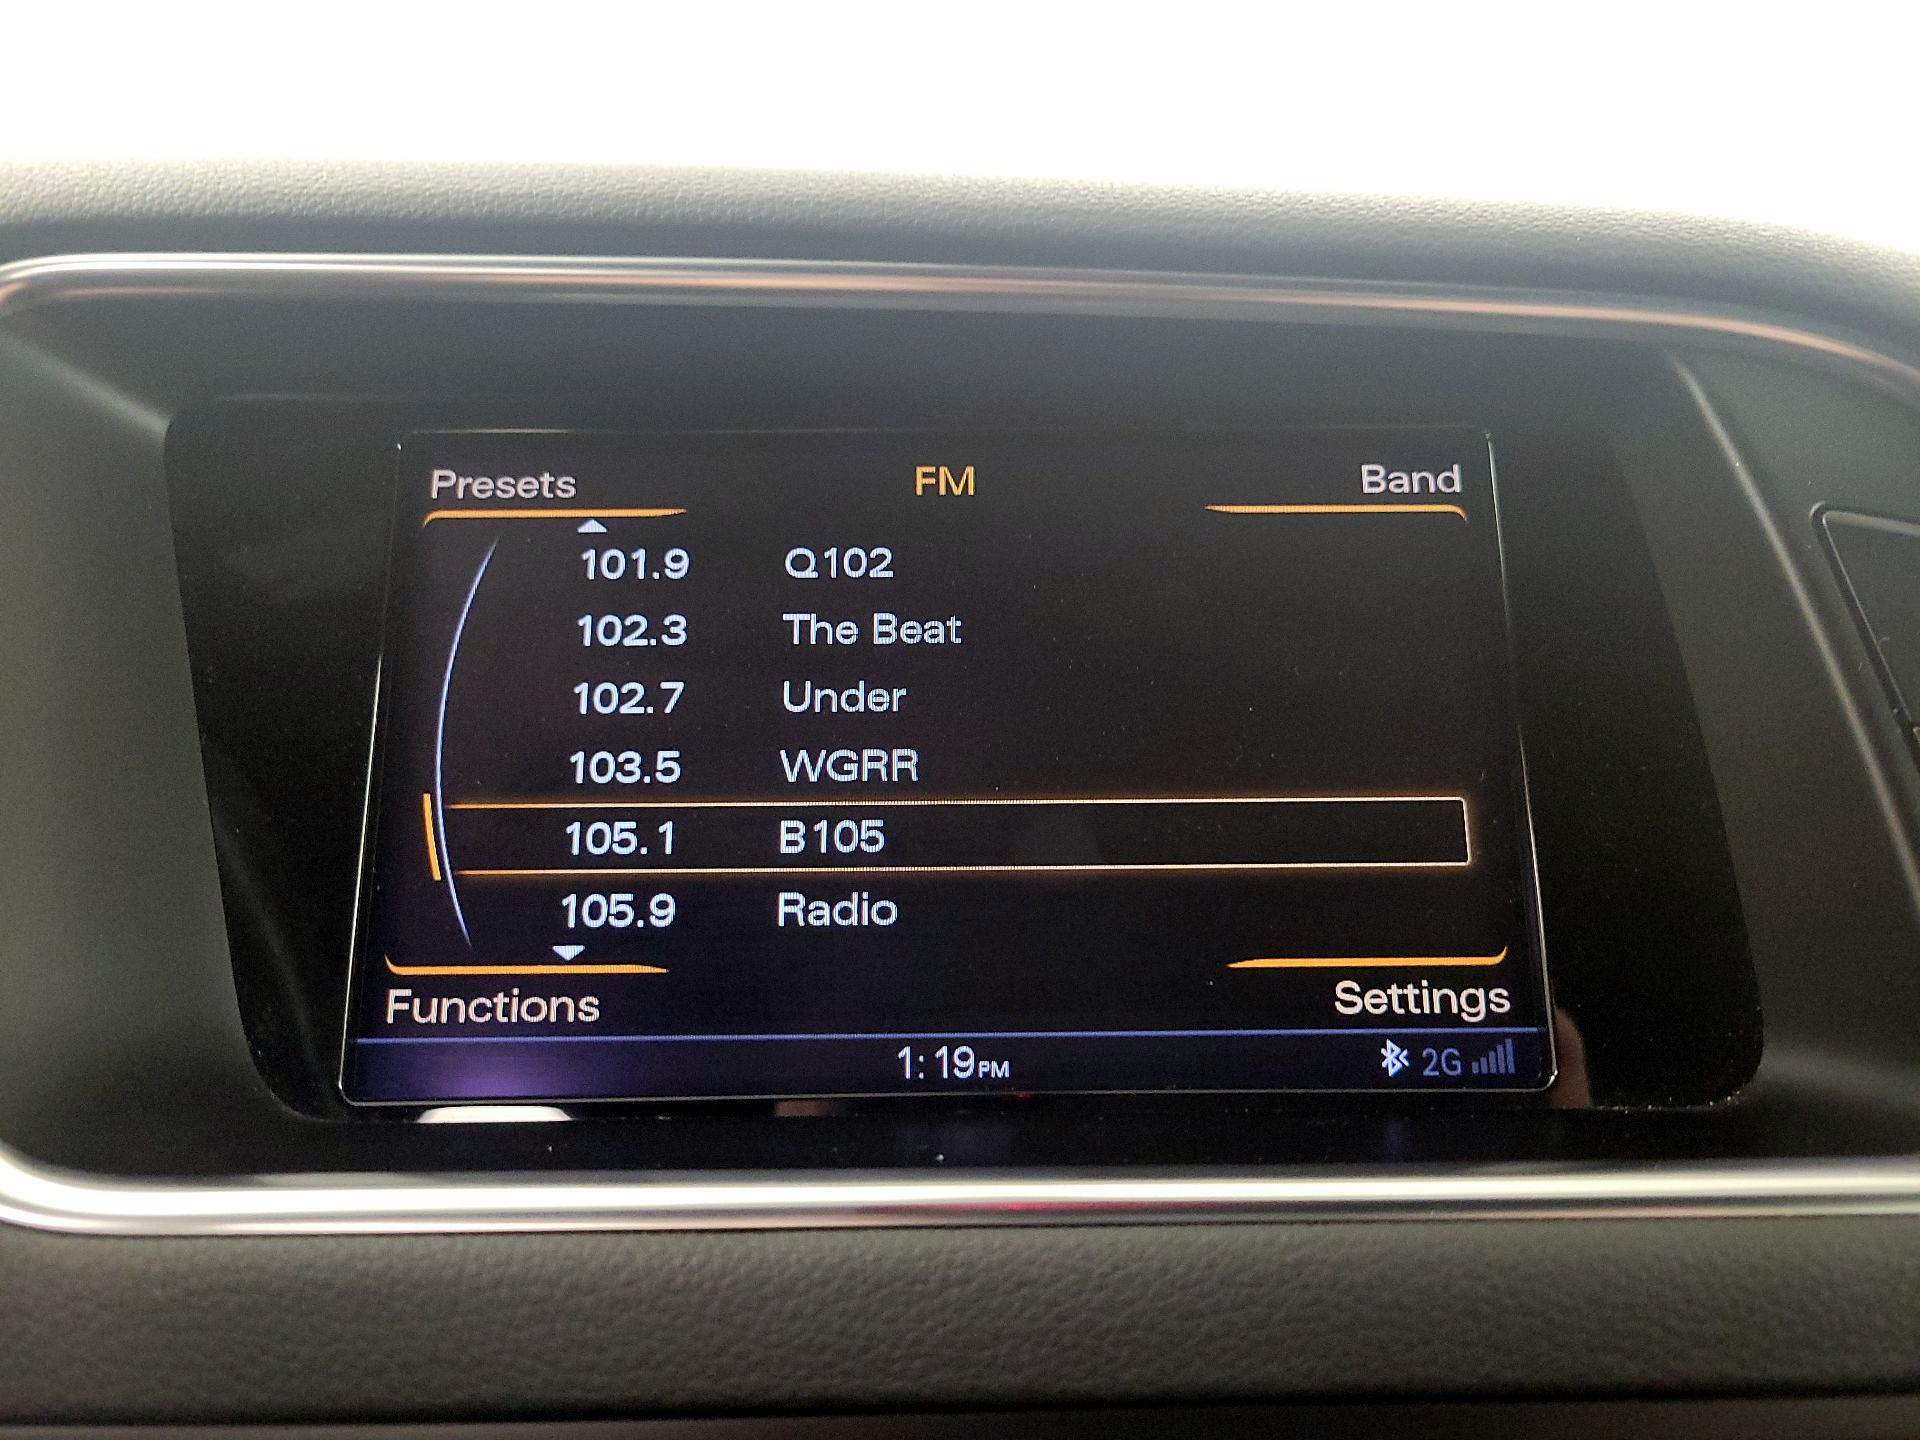 Presets FM Band
101.9 Q102
102.3 The Beat
102.7 Under
103.5 WGRR
105.1 B105
105.9 Radio
Functions Settings
1:19PM 2G